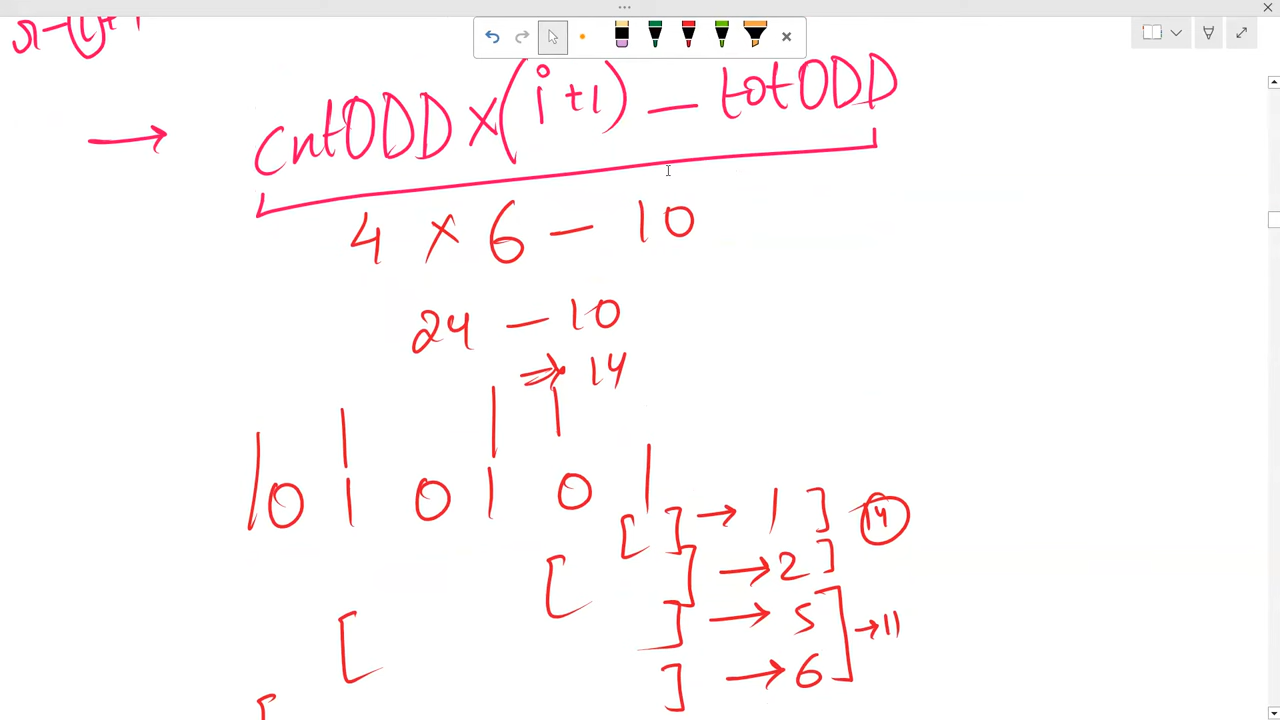 cntODD × (i+1) — totODD
4 × 6 — 10
24 — 10
⇒ 14
0 1 0 1 0
[ ] → 1 ] 14
[ ] → 2 ]
[ ] → 5 ] → 11
[ ] → 6